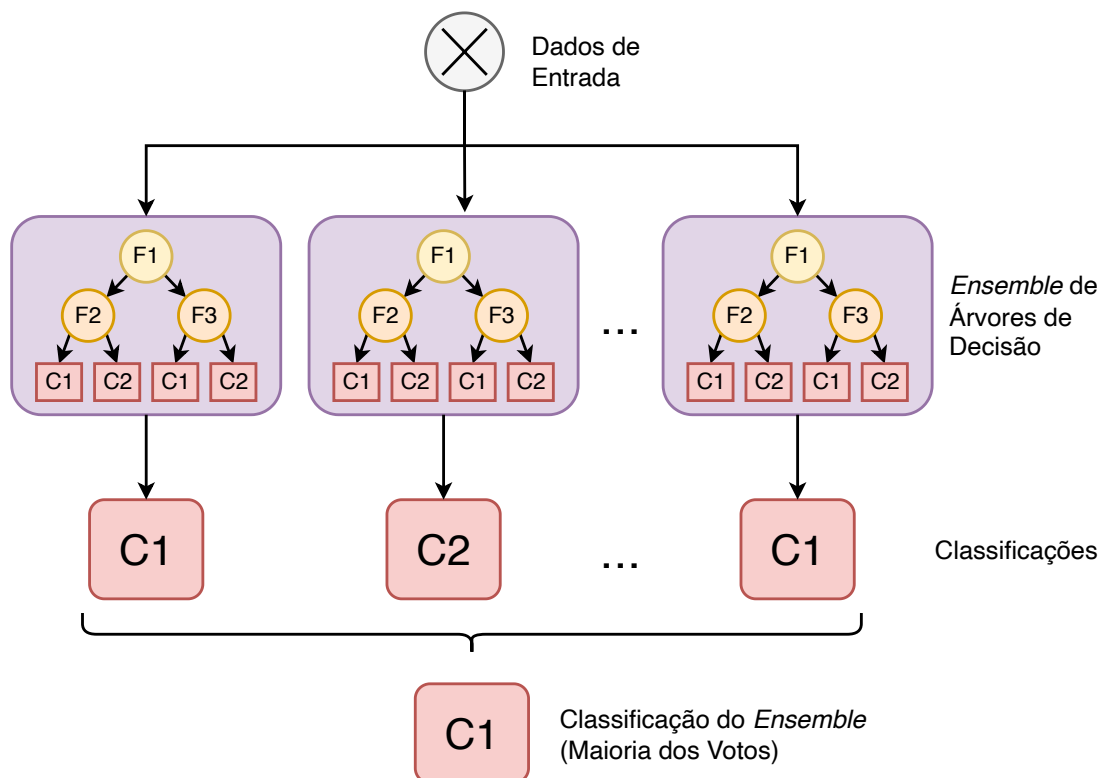 Dados de
Entrada
F1
F1
F1
F2 F3
F2 F3
...
F2 F3
Ensemble de
Árvores de
Decisão
C1 C2 C1 C2
C1 C2 C1 C2
C1 C2 C1 C2
C1
C2
...
C1
Classificações
C1
Classificação do Ensemble
(Maioria dos Votos)